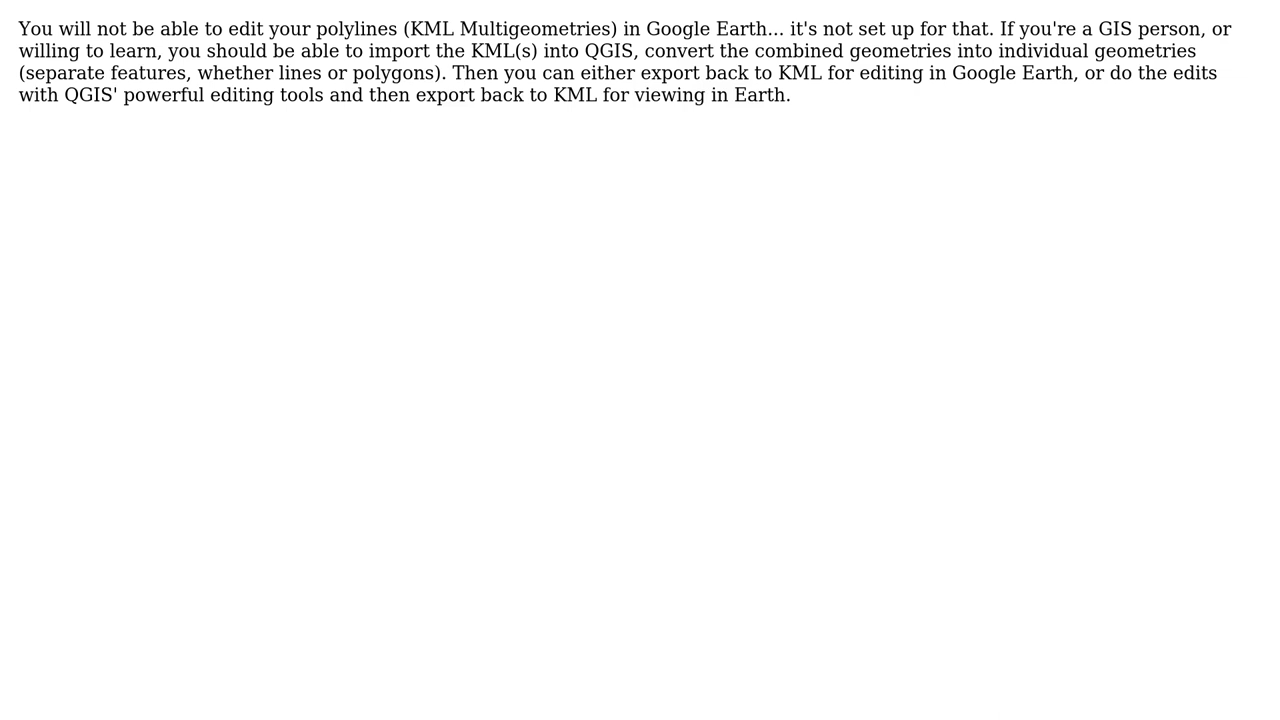 You will not be able to edit your polylines (KML Multigeometries) in Google Earth... it's not set up for that. If you're a GIS person, or
willing to learn, you should be able to import the KML(s) into QGIS, convert the combined geometries into individual geometries
(separate features, whether lines or polygons). Then you can either export back to KML for editing in Google Earth, or do the edits
with QGIS' powerful editing tools and then export back to KML for viewing in Earth.